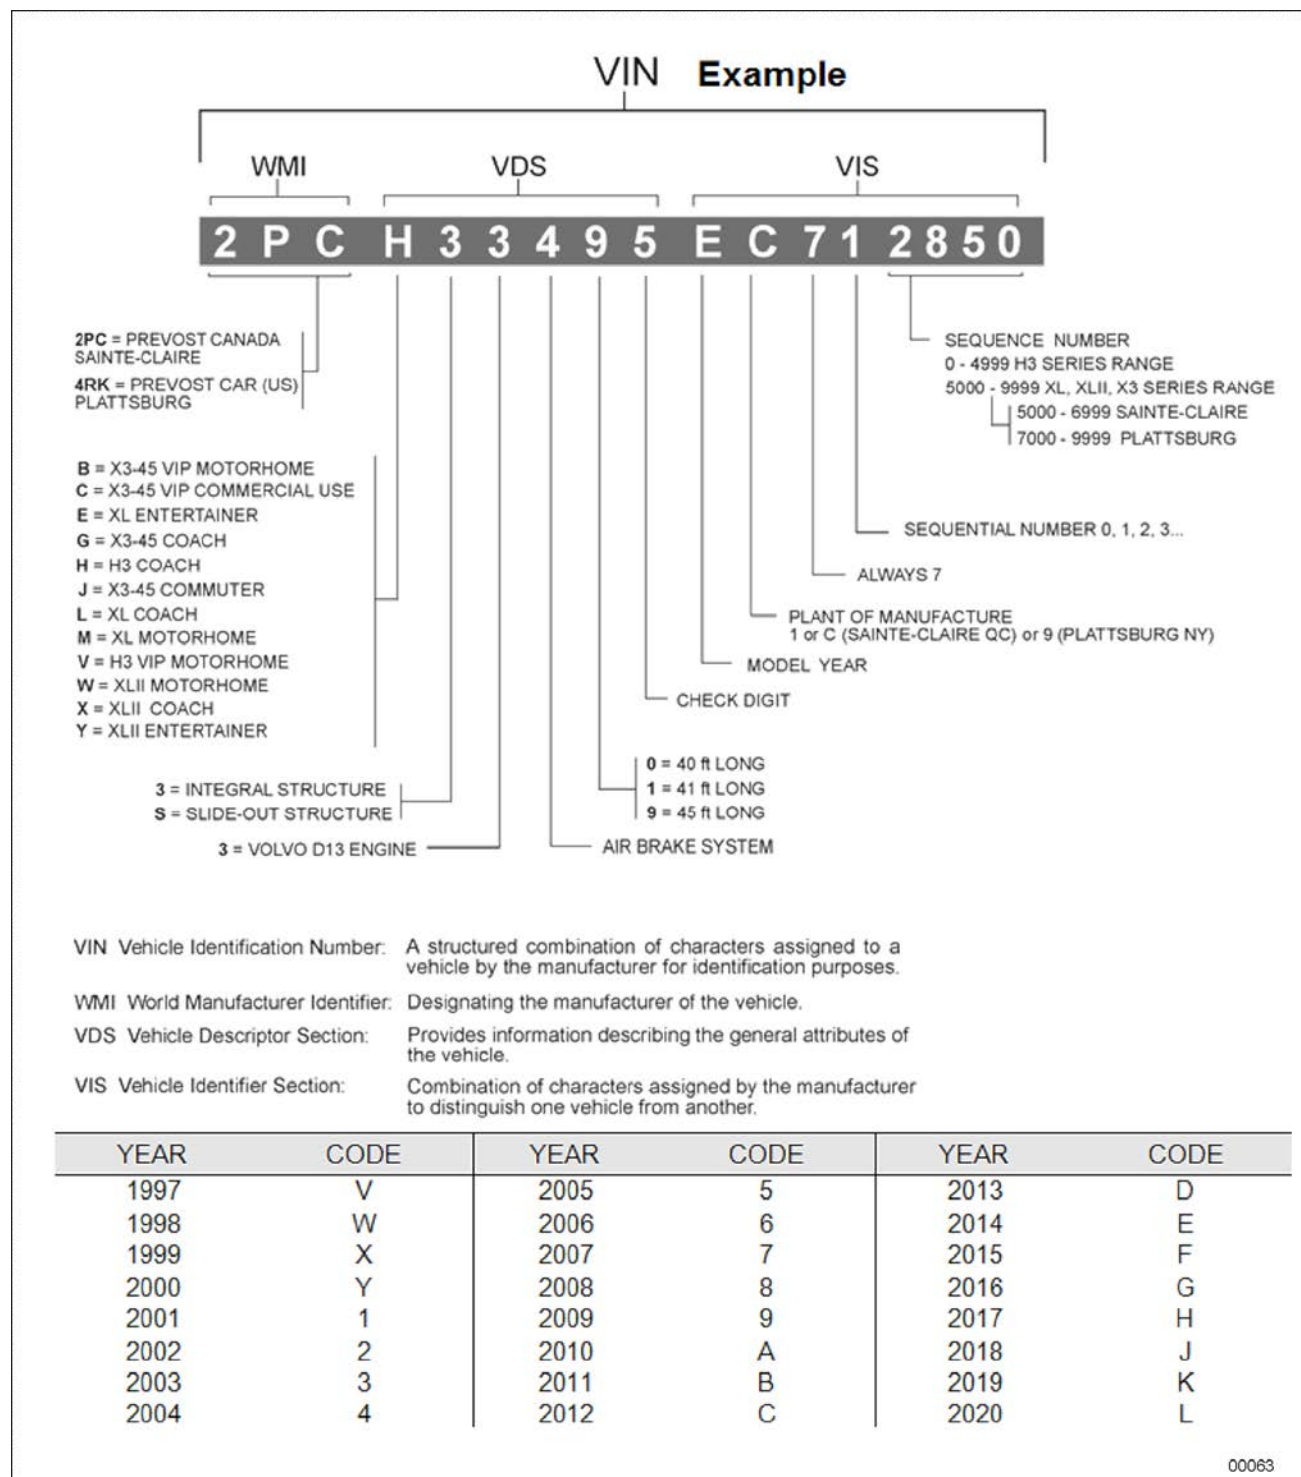 VIN Example
WMI VDS VIS
2 P C H 3 3 4 9 5 E C 7 1 2 8 5 0
2PC = PREVOST CANADA
SAINTE-CLAIRE
4RK = PREVOST CAR (US)
PLATTSBURG
SEQUENCE NUMBER
0 - 4999 H3 SERIES RANGE
5000 - 9999 XL, XLII, X3 SERIES RANGE
5000 - 6999 SAINTE-CLAIRE
7000 - 9999 PLATTSBURG
B = X3-45 VIP MOTORHOME
C = X3-45 VIP COMMERCIAL USE
E = XL ENTERTAINER
G = X3-45 COACH
H = H3 COACH
J = X3-45 COMMUTER
L = XL COACH
M = XL MOTORHOME
V = H3 VIP MOTORHOME
W = XLII MOTORHOME
X = XLII COACH
Y = XLII ENTERTAINER
SEQUENTIAL NUMBER 0, 1, 2, 3...
ALWAYS 7
PLANT OF MANUFACTURE
1 or C (SAINTE-CLAIRE QC) or 9 (PLATTSBURG NY)
MODEL YEAR
CHECK DIGIT
0 = 40 ft LONG
1 = 41 ft LONG
9 = 45 ft LONG
3 = INTEGRAL STRUCTURE
S = SLIDE-OUT STRUCTURE
3 = VOLVO D13 ENGINE
AIR BRAKE SYSTEM
VIN Vehicle Identification Number: A structured combination of characters assigned to a
vehicle by the manufacturer for identification purposes.
WMI World Manufacturer Identifier: Designating the manufacturer of the vehicle.
VDS Vehicle Descriptor Section: Provides information describing the general attributes of
the vehicle.
VIS Vehicle Identifier Section: Combination of characters assigned by the manufacturer
to distinguish one vehicle from another.
YEAR CODE YEAR CODE YEAR CODE
1997 V 2005 5 2013 D
1998 W 2006 6 2014 E
1999 X 2007 7 2015 F
2000 Y 2008 8 2016 G
2001 1 2009 9 2017 H
2002 2 2010 A 2018 J
2003 3 2011 B 2019 K
2004 4 2012 C 2020 L
00063